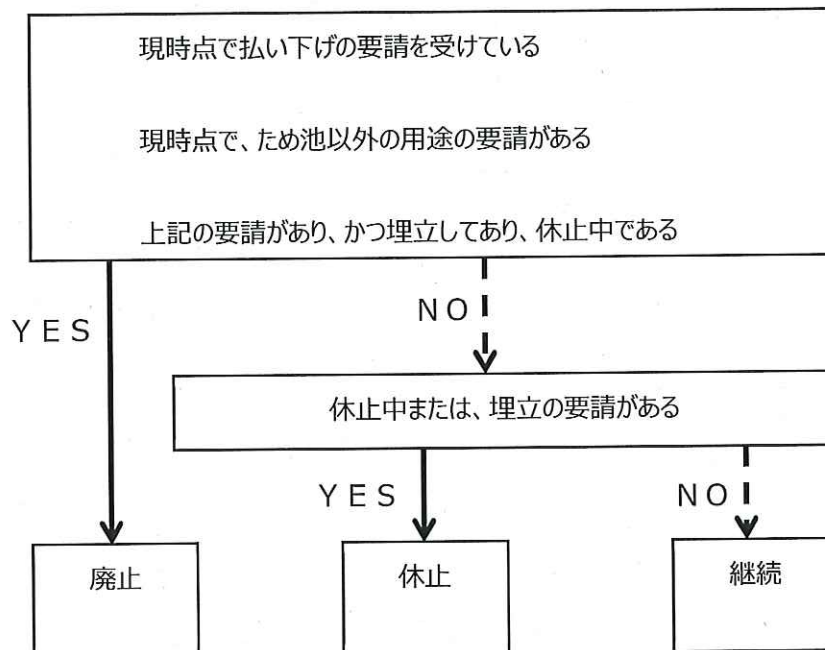 現時点で払い下げの要請を受けている
現時点で、ため池以外の用途の要請がある
上記の要請があり、かつ埋立してあり、休止中である
YES
NO
休止中または、埋立の要請がある
YES
NO
廃止
休止
継続